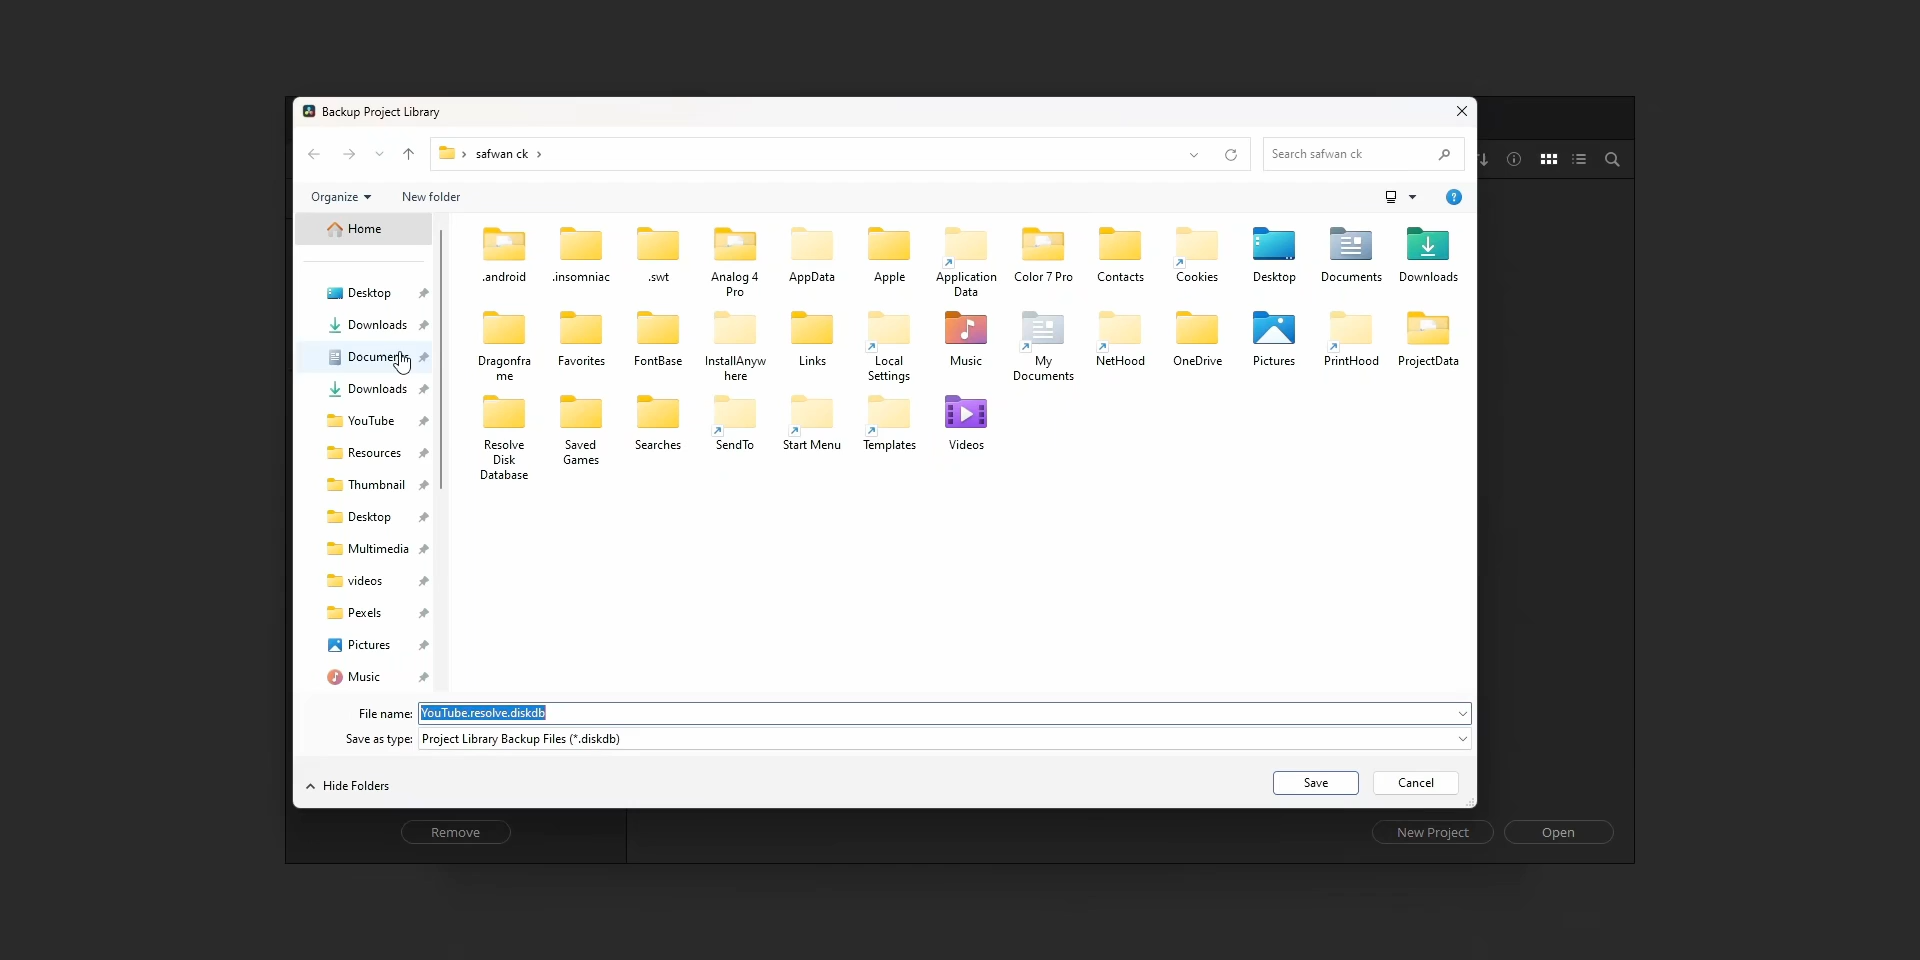 Backup Project Library
safwan ck
Search safwan ck
Organize
New folder
Home
Desktop
Downloads
Documents
Downloads
YouTube
Resources
Thumbnail
Desktop
Multimedia
videos
Pexels
Pictures
Music
.android
.insomniac
.swt
Analog 4
Pro
AppData
Apple
Application
Data
Color 7 Pro
Contacts
Cookies
Desktop
Documents
Downloads
Dragonfra
me
Favorites
FontBase
InstallAnyw
here
Links
Local
Settings
Music
My
Documents
NetHood
OneDrive
Pictures
PrintHood
ProjectData
Resolve
Disk
Database
Saved
Games
Searches
SendTo
Start Menu
Templates
Videos
File name: YouTube.resolve.diskdb
Save as type: Project Library Backup Files (*.diskdb)
Hide Folders
Save
Cancel
Remove
New Project
Open